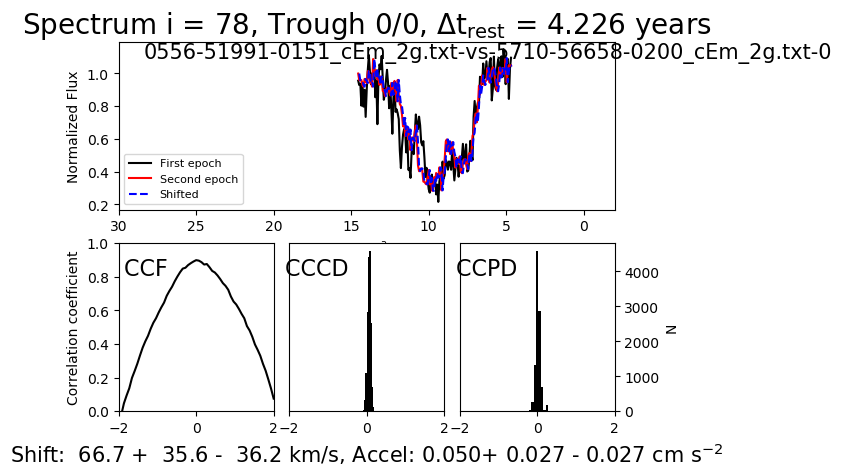 Spectrum i = 78, Trough 0/0, Δt_rest = 4.226 years
0556-51991-0151_cEm_2g.txt-vs-5710-56658-0200_cEm_2g.txt-0
Normalized Flux
1.0
0.8
0.6
0.4
0.2
First epoch
Second epoch
Shifted
30 25 20 15 10 5 0
Correlation coefficient
1.0
0.8
0.6
0.4
0.2
0.0
CCF
CCCD
CCPD
4000
3000
2000
1000
0
N
−2 0 2
−2 0 2
−2 0 2
Shift: 66.7 + 35.6 - 36.2 km/s, Accel: 0.050+ 0.027 - 0.027 cm s⁻²